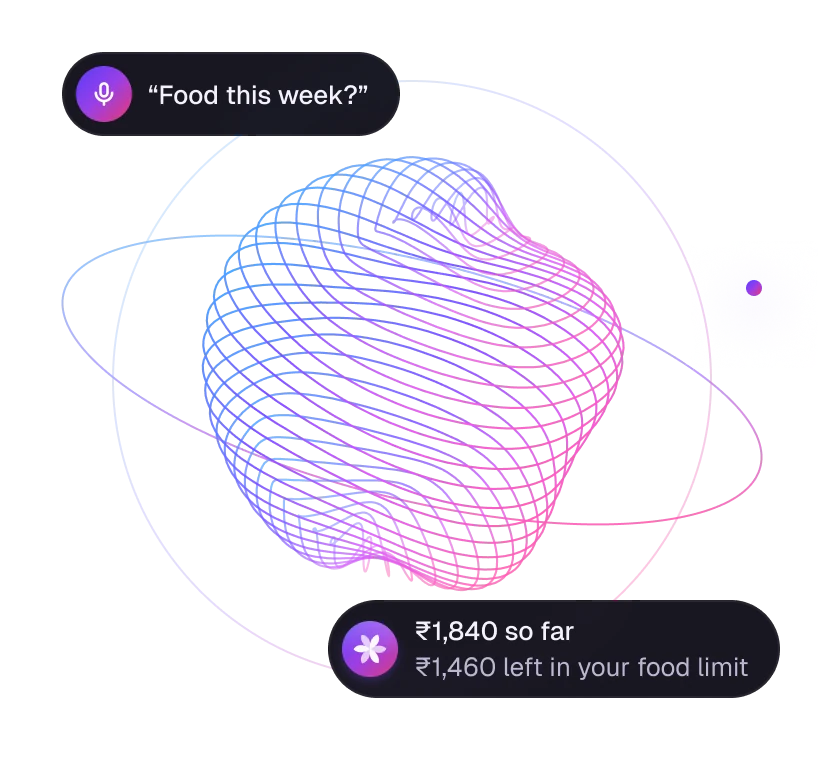 “Food this week?”
₹1,840 so far
₹1,460 left in your food limit